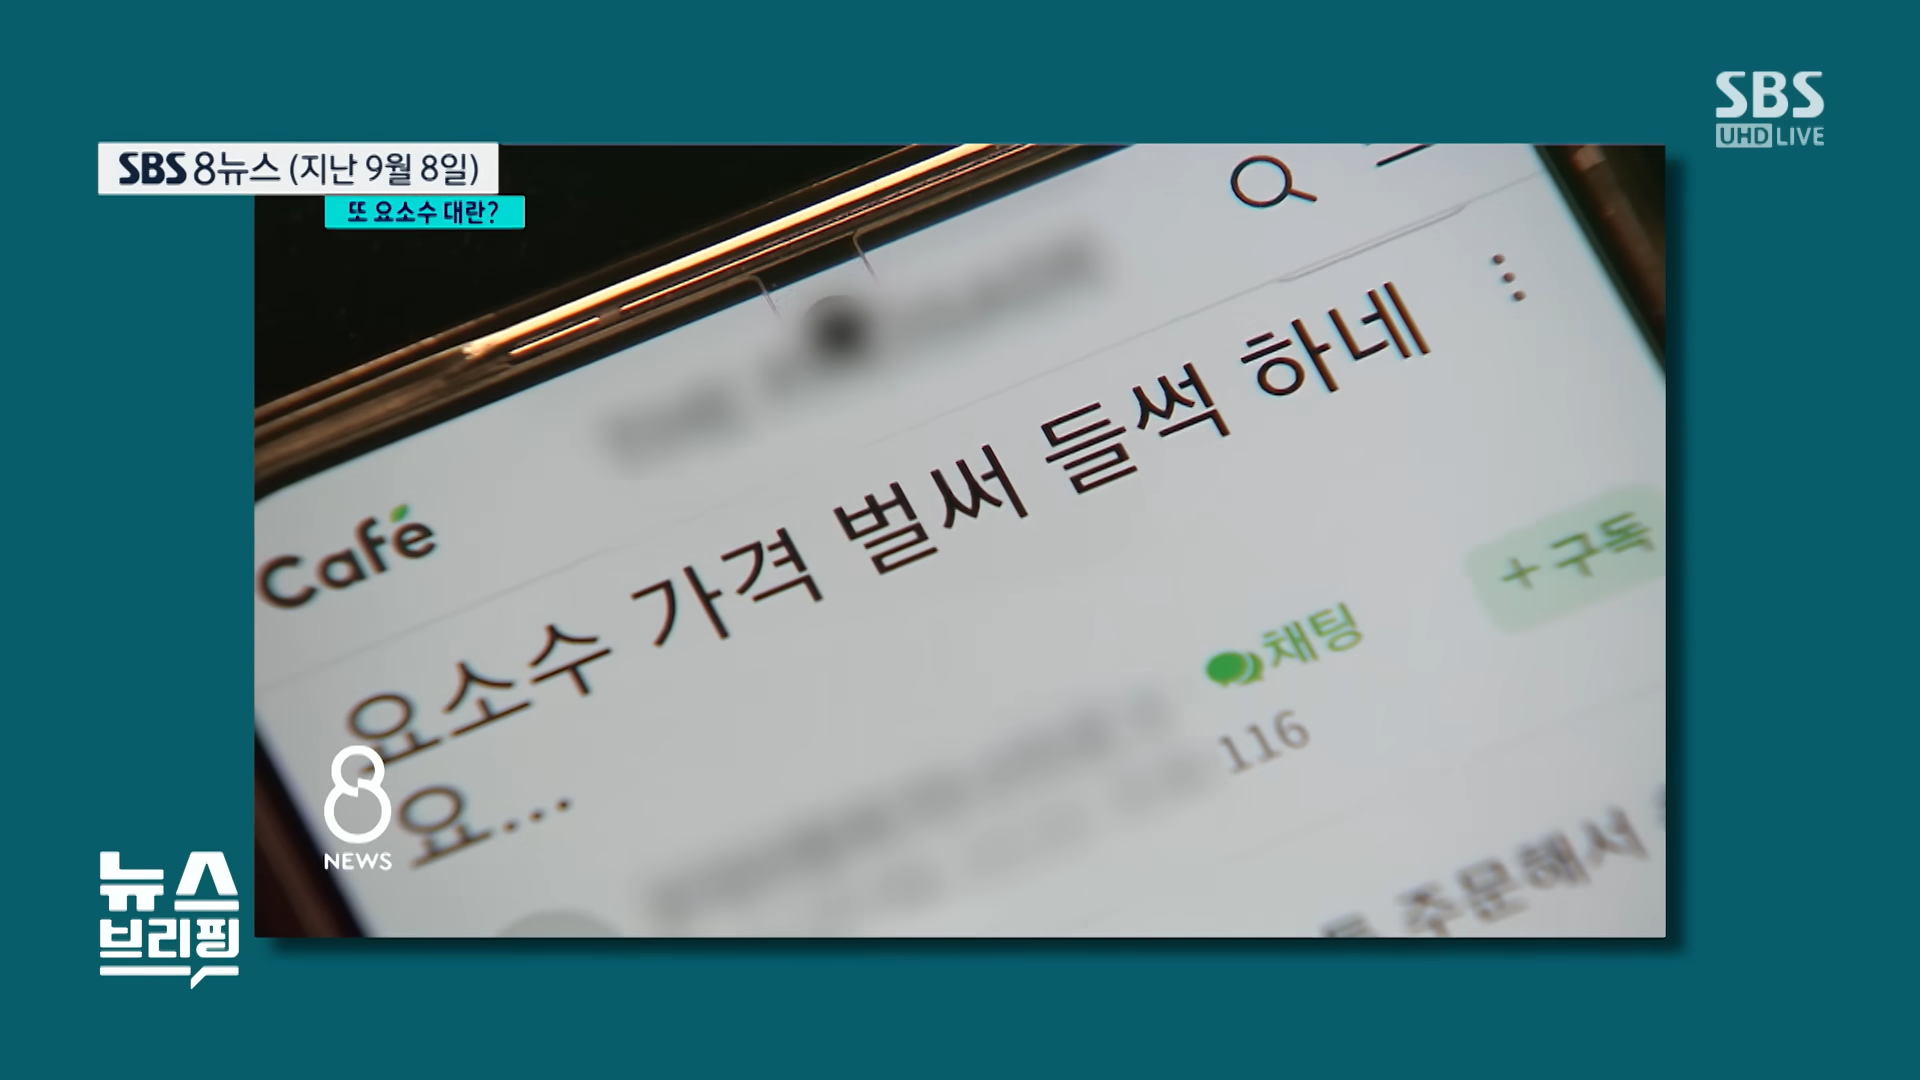 SBS
UHD LIVE
SBS 8뉴스 (지난 9월 8일)
또 요소수 대란?
Café
요소수 가격 벌써 들썩 하네
요...
+ 구독
채팅
116
주문해서
8
NEWS
뉴스
브리핑